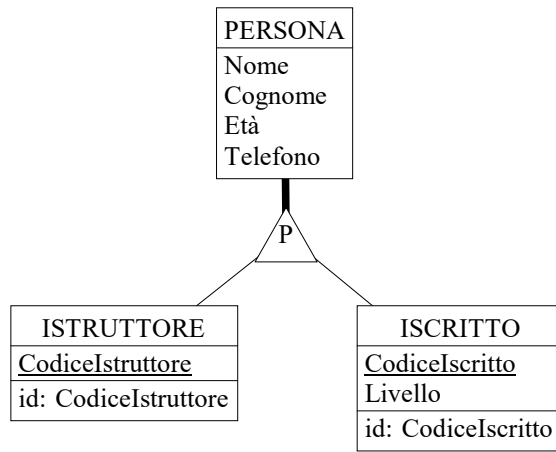 PERSONA
Nome
Cognome
Età
Telefono
P
ISTRUTTORE
CodiceIstruttore
id: CodiceIstruttore
ISCRITTO
CodiceIscritto
Livello
id: CodiceIscritto